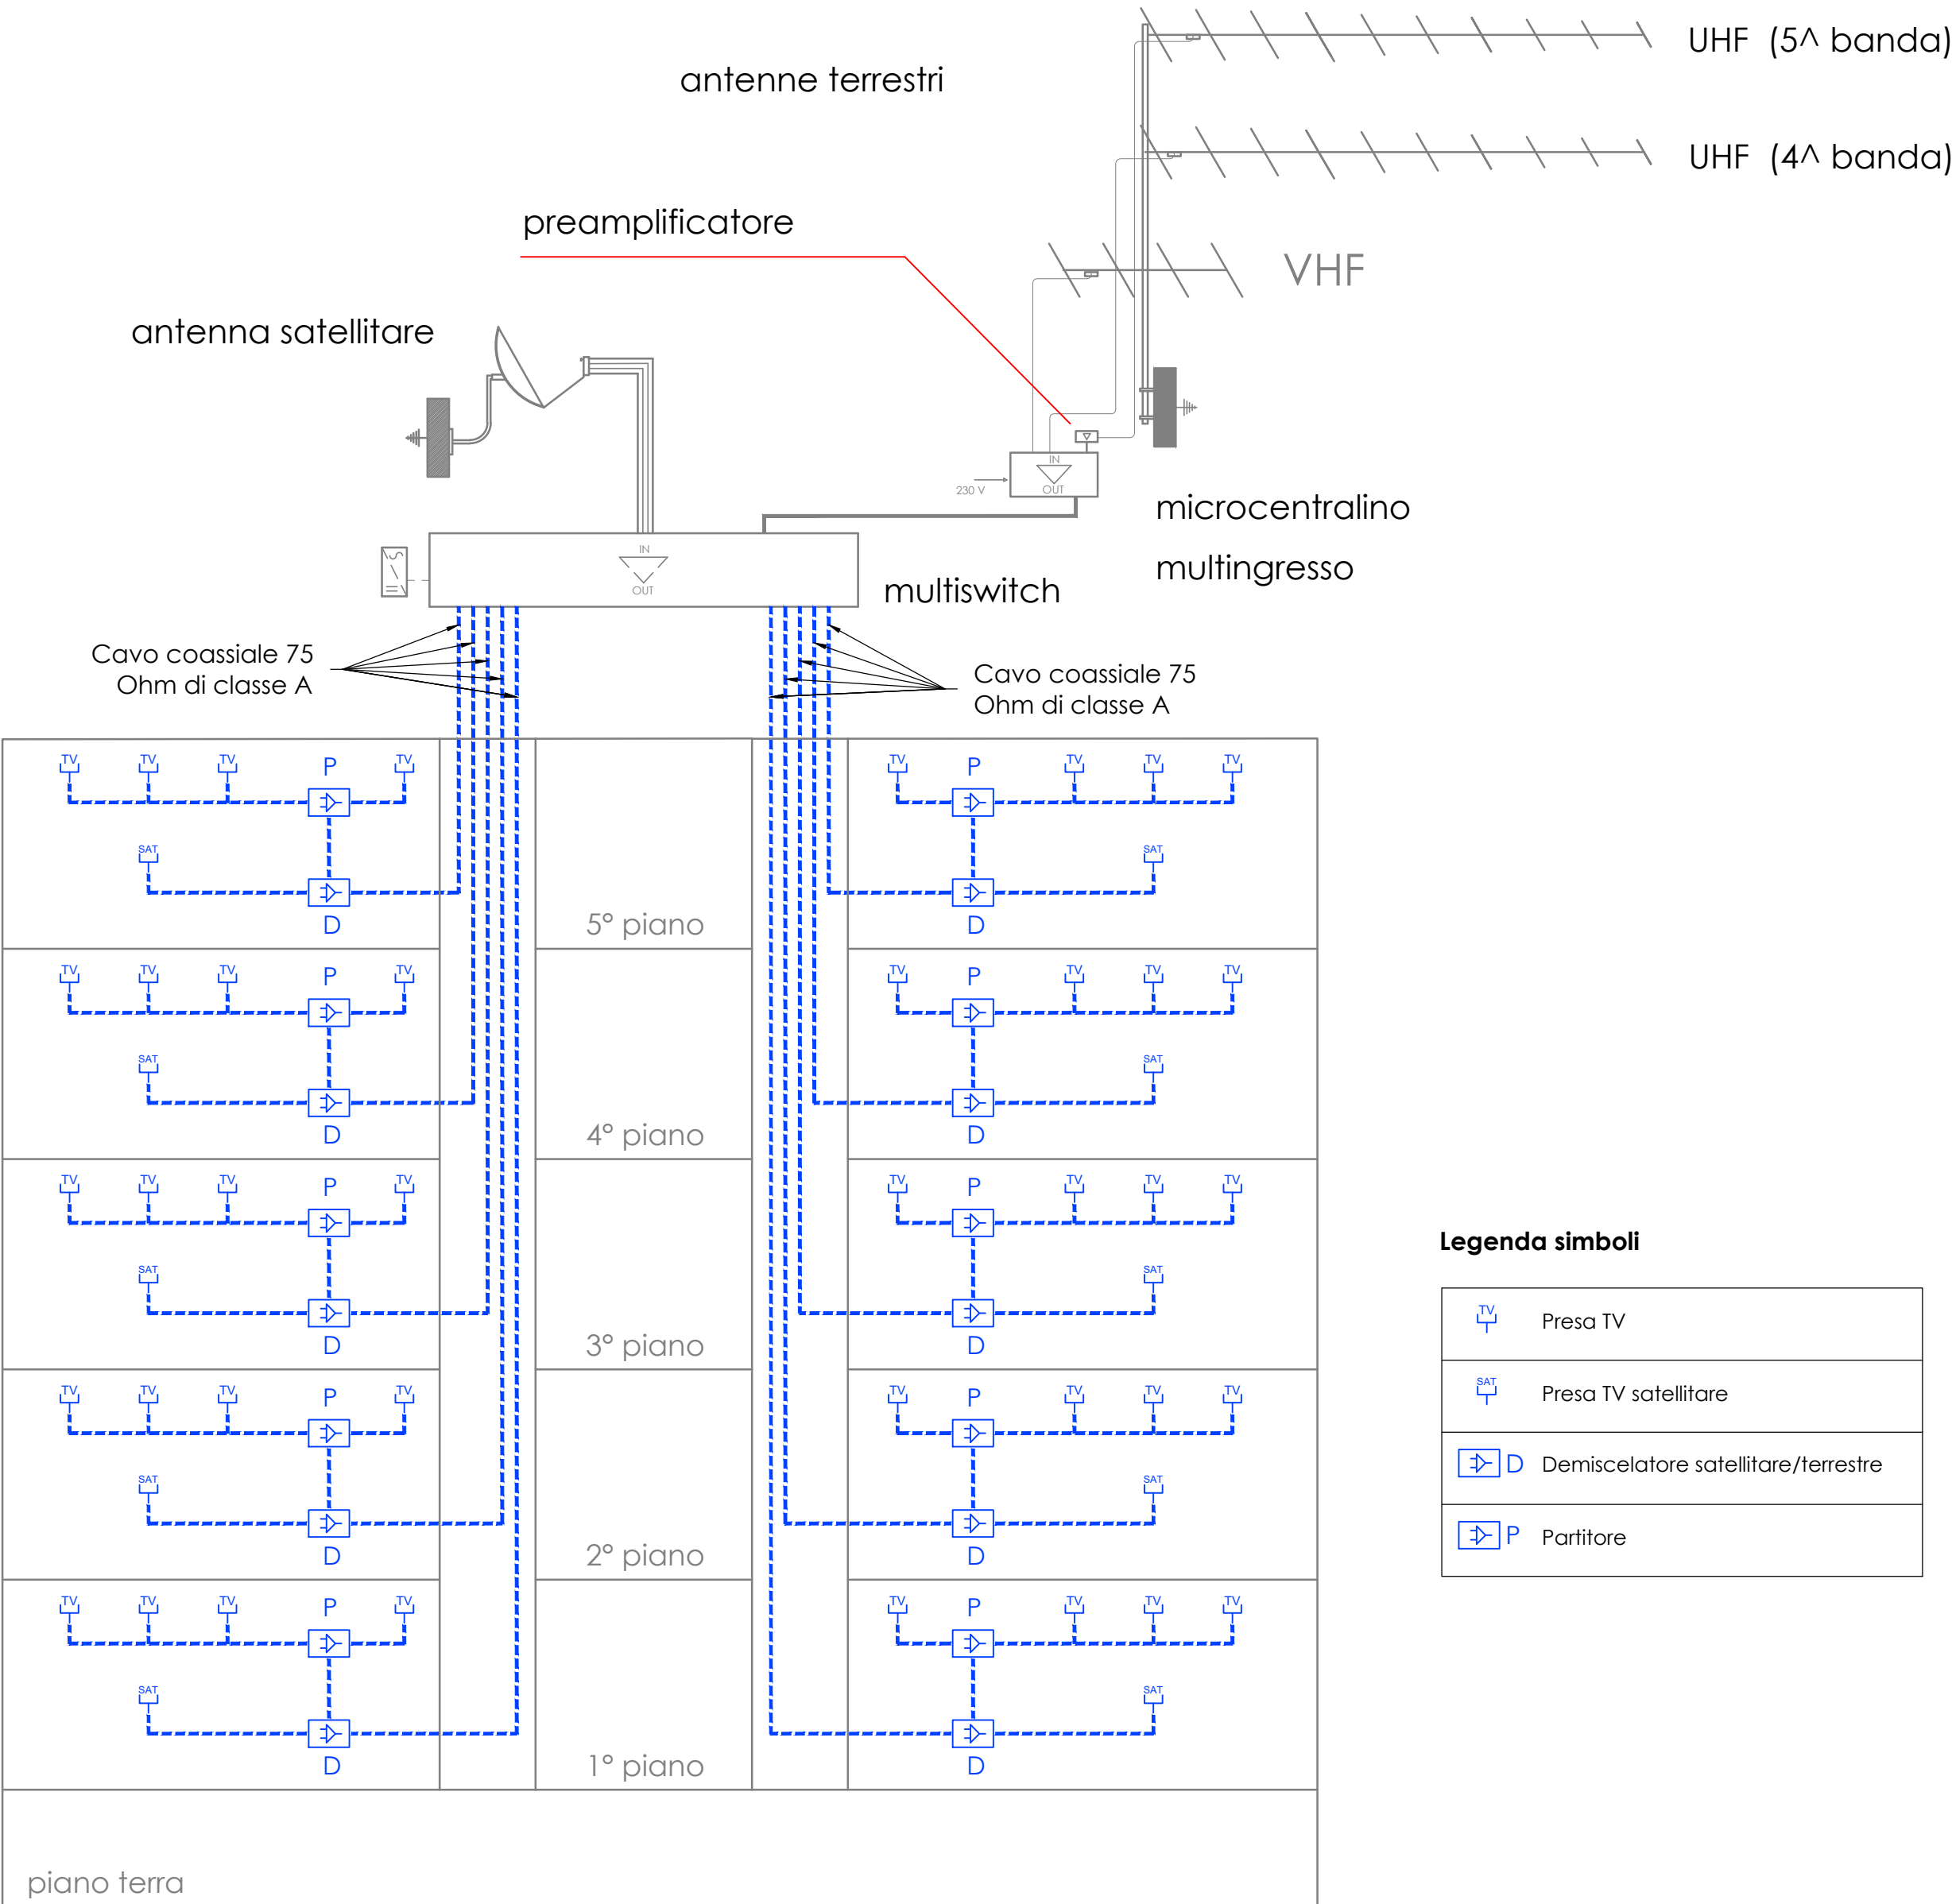 UHF (5^ banda)
antenne terrestri
UHF (4^ banda)
preamplificatore
VHF
antenna satellitare
IN
OUT
230 V
microcentralino
multingresso
IN
OUT
multiswitch
Cavo coassiale 75
Ohm di classe A
Cavo coassiale 75
Ohm di classe A
TV TV TV P TV
TV P TV TV TV
SAT
SAT
D
5° piano
D
TV TV TV P TV
TV P TV TV TV
SAT
SAT
D
4° piano
D
TV TV TV P TV
TV P TV TV TV
SAT
SAT
D
3° piano
D
TV TV TV P TV
TV P TV TV TV
SAT
SAT
D
2° piano
D
TV TV TV P TV
TV P TV TV TV
SAT
SAT
D
1° piano
D
piano terra
Legenda simboli
TV Presa TV
SAT Presa TV satellitare
D Demiscelatore satellitare/terrestre
P Partitore